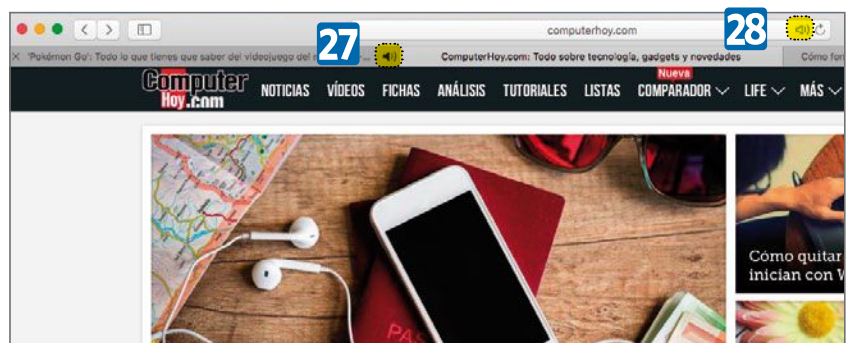 computerhoy.com
28
'Pokémon Go': Todo lo que tienes que saber del videojuego del
27
ComputerHoy.com: Todo sobre tecnología, gadgets y novedades
Cómo
Computer
Hoy.com
NOTICIAS VÍDEOS FICHAS ANÁLISIS TUTORIALES LISTAS
Nueva
COMPARADOR LIFE MÁS
Cómo quitar
inician con
PAS